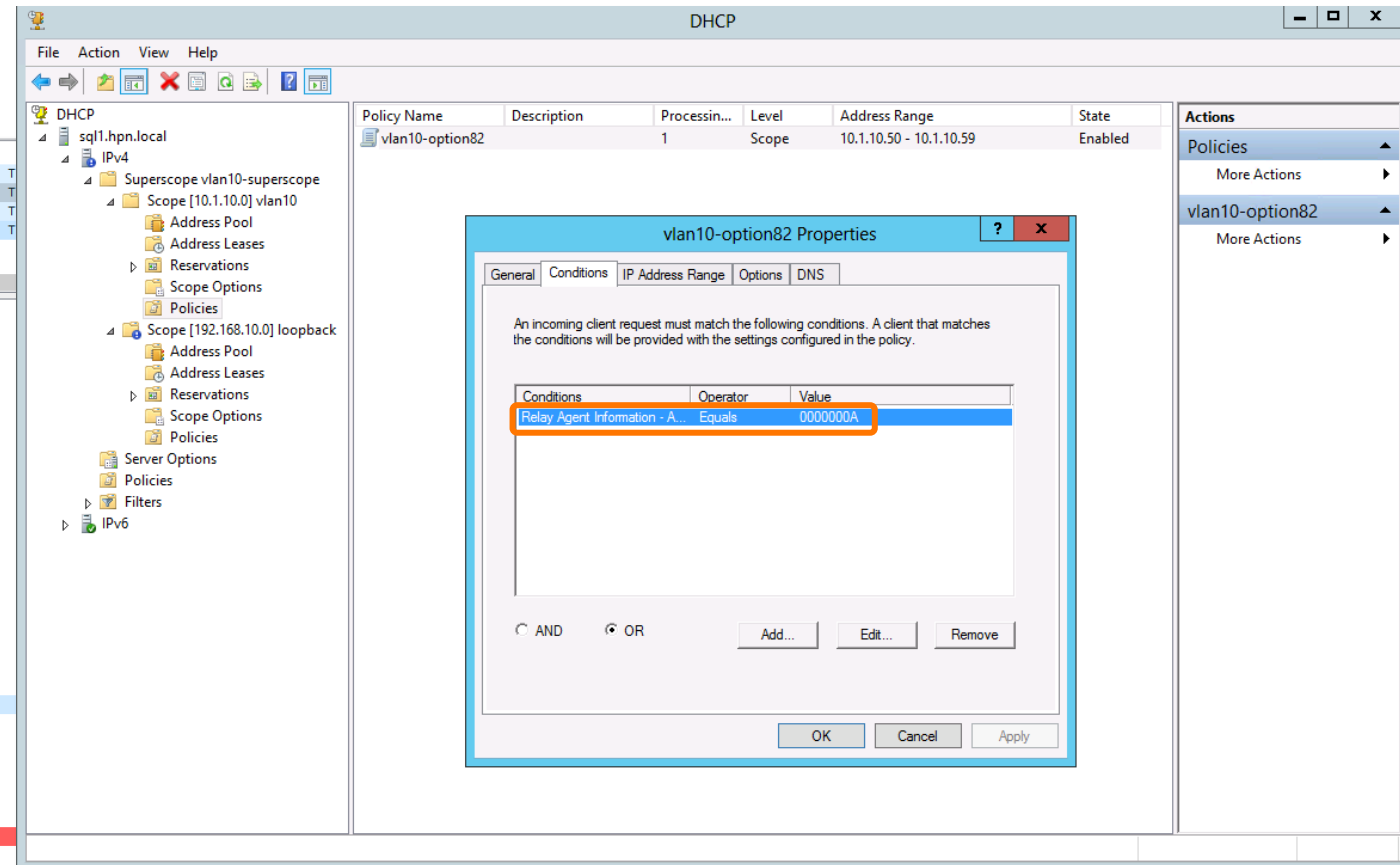 DHCP
File Action View Help
DHCP
sql1.hpn.local
IPv4
Superscope vlan10-superscope
Scope [10.1.10.0] vlan10
Address Pool
Address Leases
Reservations
Scope Options
Policies
Scope [192.168.10.0] loopback
Address Pool
Address Leases
Reservations
Scope Options
Policies
Server Options
Policies
Filters
IPv6
Policy Name Description Processin... Level Address Range State
vlan10-option82 1 Scope 10.1.10.50 - 10.1.10.59 Enabled
vlan10-option82 Properties
? x
General Conditions IP Address Range Options DNS
An incoming client request must match the following conditions. A client that matches
the conditions will be provided with the settings configured in the policy.
Conditions Operator Value
Relay Agent Information - A... Equals 0000000A
AND OR Add... Edit... Remove
OK Cancel Apply
Actions
Policies
More Actions
vlan10-option82
More Actions
T
T
T
T